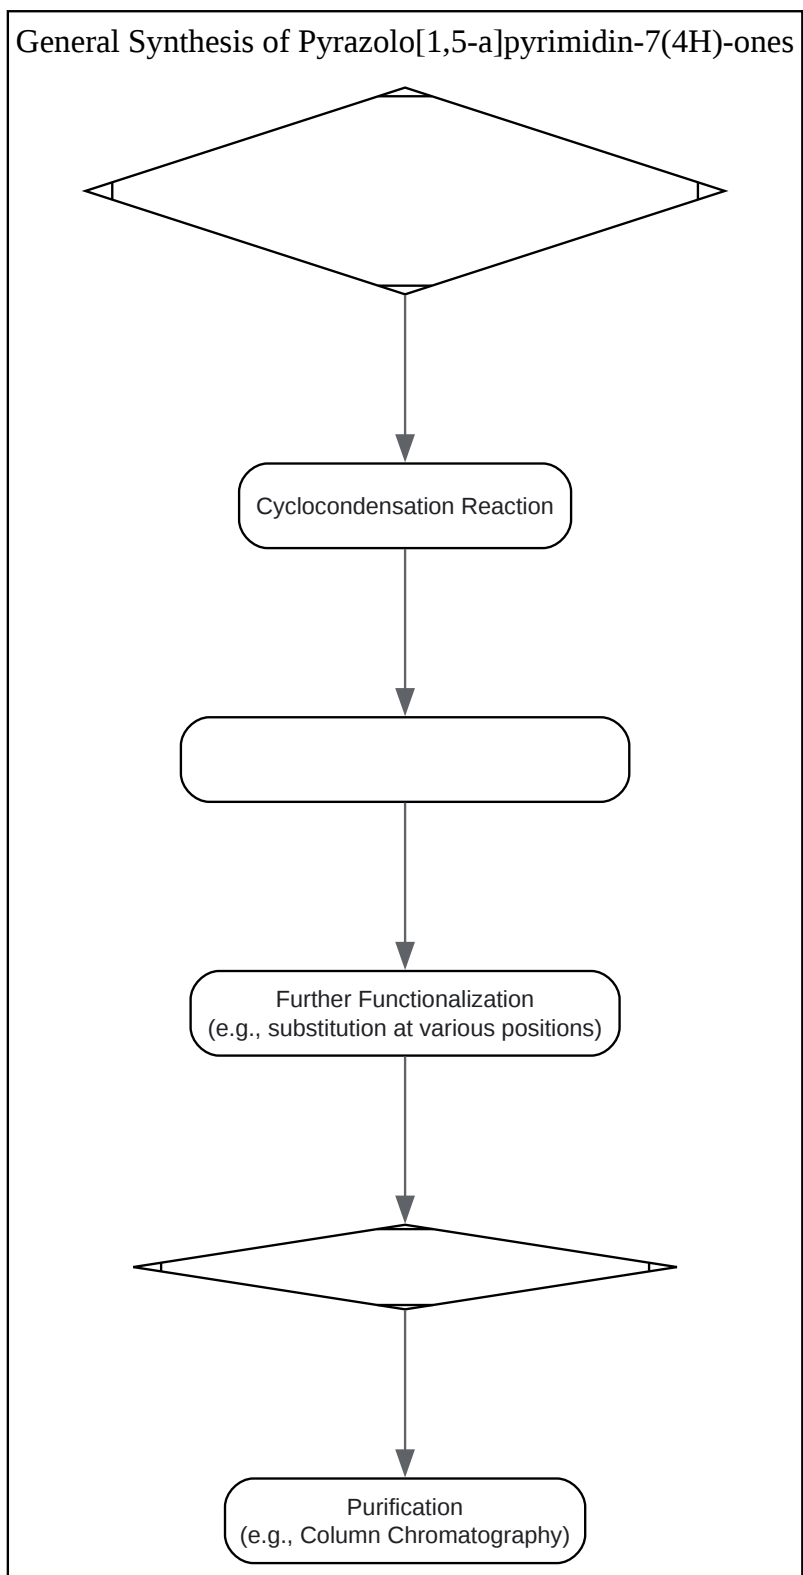 General Synthesis of Pyrazolo[1,5-a]pyrimidin-7(4H)-ones
Cyclocondensation Reaction
Further Functionalization
(e.g., substitution at various positions)
Purification
(e.g., Column Chromatography)